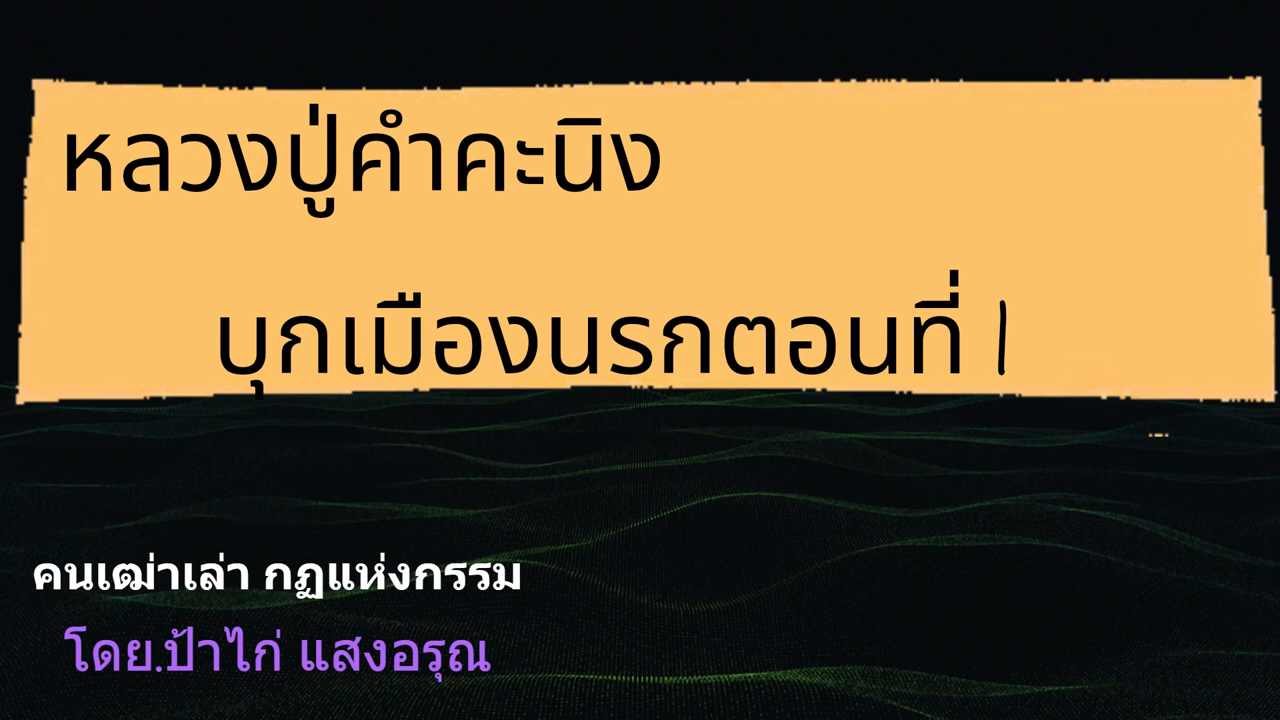 หลวงปู่คำคะนิง
บุกเมืองนรกตอนที่ 1
คนเฒ่าเล่า กฏแห่งกรรม
โดย.ป้าไก่ แสงอรุณ